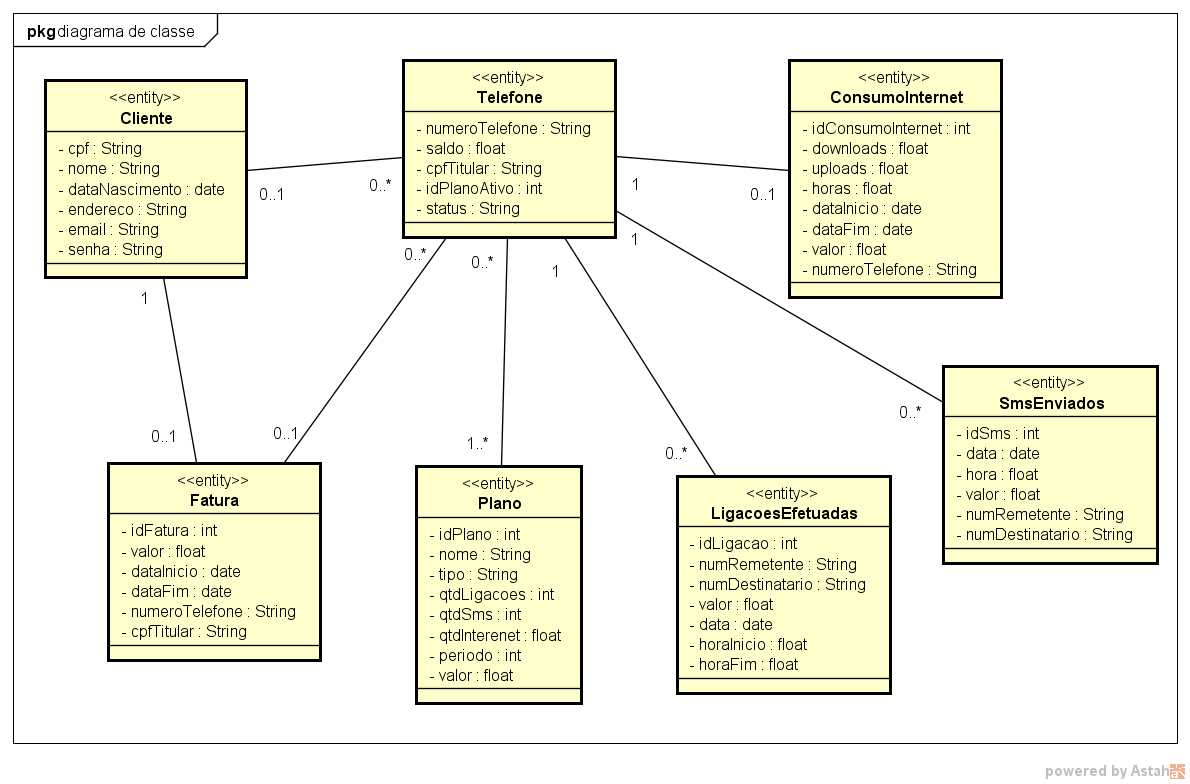 pkg diagrama de classe
<<entity>>
Cliente
- cpf : String
- nome : String
- dataNascimento : date
- endereco : String
- email : String
- senha : String
<<entity>>
Telefone
- numeroTelefone : String
- saldo : float
- cpfTitular : String
- idPlanoAtivo : int
- status : String
<<entity>>
ConsumoInternet
- idConsumoInternet : int
- downloads : float
- uploads : float
- horas : float
- dataInicio : date
- dataFim : date
- valor : float
- numeroTelefone : String
0..1
0..*
1
0..1
1
0..*
0..*
1
1
0..1
0..1
1..*
0..*
0..*
<<entity>>
SmsEnviados
- idSms : int
- data : date
- hora : float
- valor : float
- numRemetente : String
- numDestinatario : String
<<entity>>
Fatura
- idFatura : int
- valor : float
- dataInicio : date
- dataFim : date
- numeroTelefone : String
- cpfTitular : String
<<entity>>
Plano
- idPlano : int
- nome : String
- tipo : String
- qtdLigacoes : int
- qtdSms : int
- qtdInterenet : float
- periodo : int
- valor : float
<<entity>>
LigacoesEfetuadas
- idLigacao : int
- numRemetente : String
- numDestinatario : String
- valor : float
- data : date
- horaInicio : float
- horaFim : float
powered by Astah